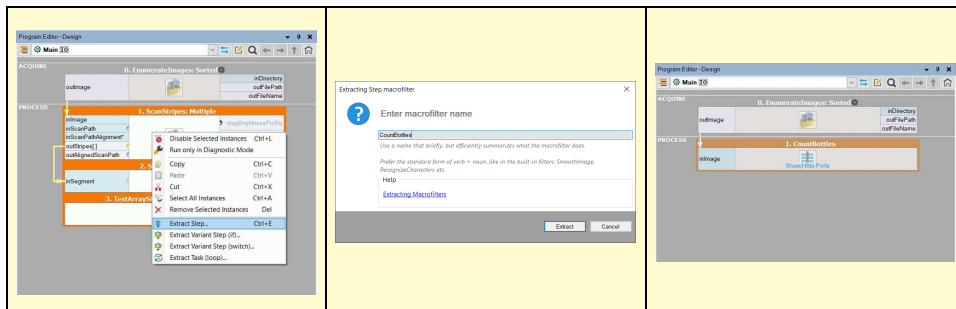 Program Editor - Design
Main IO
ACQUIRE
0. EnumerateImages: Sorted
inDirectory
outImage
outFilePath
outFileName
PROCESS
1. ScanStripes: Multiple
inImage
diagBrightnessProfile
inScanPath
inScanPathAlignment*
outStripes[]
outAlignedScanPath
inSegment
3. TestArrayS
Disable Selected Instances Ctrl+L
Run only in Diagnostic Mode
Copy Ctrl+C
Paste Ctrl+V
Cut Ctrl+X
Select All Instances Ctrl+A
Remove Selected Instances Del
Extract Step... Ctrl+E
Extract Variant Step (if)...
Extract Variant Step (switch)...
Extract Task (loop)...
Extracting Step macrofilter
Enter macrofilter name
CountBottles
Use a name that briefly, but efficiently summarizes what the macrofilter does.
Prefer the standard form of verb + noun, like in the built-in filters: SmoothImage,
RecognizeCharacters etc.
Help
Extracting Macrofilters
Extract Cancel
Program Editor - Design
Main IO
ACQUIRE
0. EnumerateImages: Sorted
inDirectory
outImage
outFilePath
outFileName
PROCESS
1. CountBottles
inImage
Show/Hide Ports